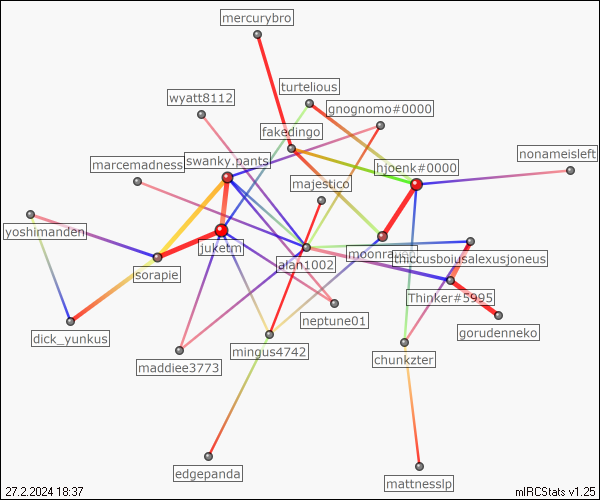 mercurybro
turtelious
wyatt8112
gnognomo#0000
fakedingo
nonameisleft
marcemadness
swanky.pants
hjoenk#0000
majestico
yoshimanden
juketm
alan1002
thiccusboiusalexusjoneus
sorapie
Thinker#5995
neptune01
gorudenneko
dick_yunkus
mingus4742
chunkzter
maddiee3773
edgepanda
mattnesslp
27.2.2024 18:37
mIRCStats v1.25